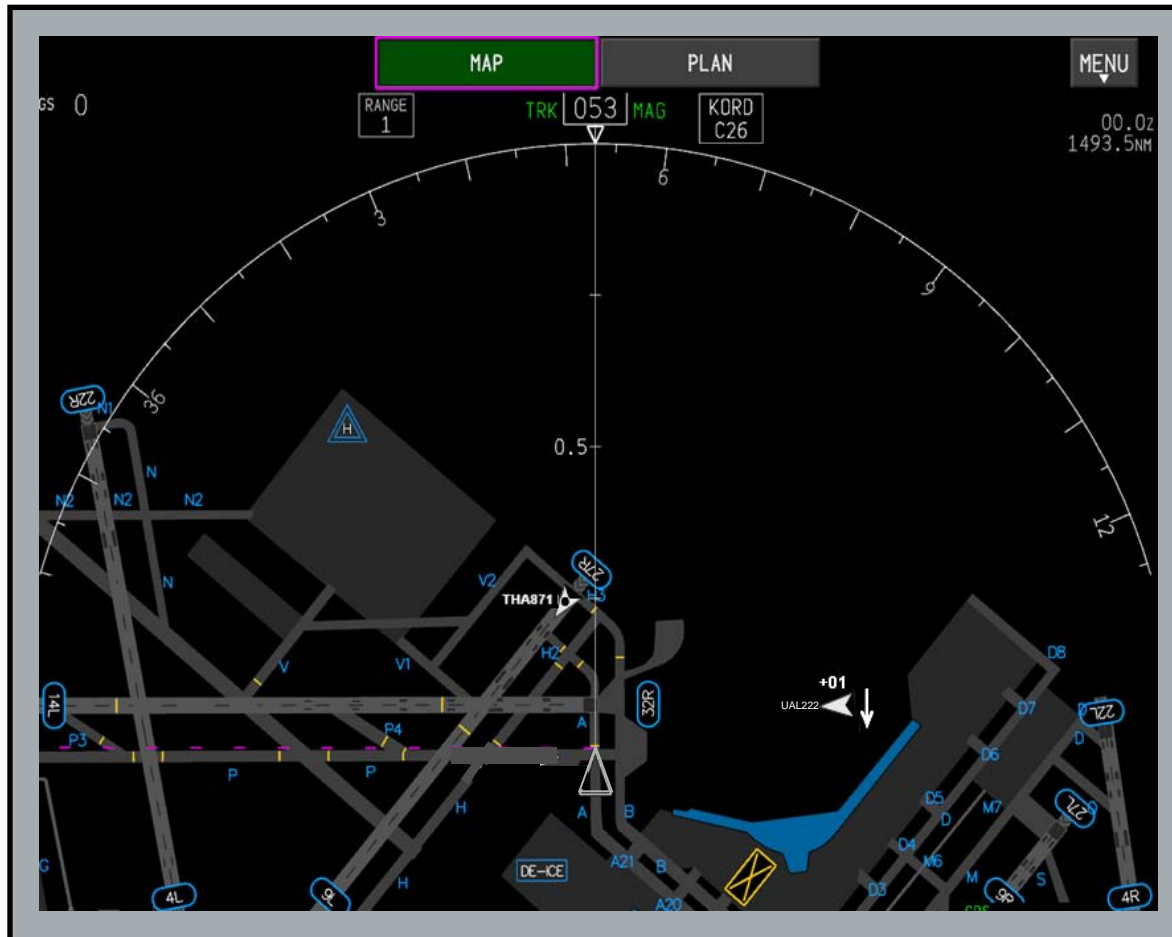 MAP PLAN MENU
GS 0
RANGE
1
TRK 053 MAG
KORD
C26
00.0Z
1493.5NM
3
6
9
36
12
0.5
H
22R
N1
N
N2 N2 N2
N
27R
THA871
H3
V2
H2
V
V1
14L
A
32R
P3
P4
P P
+01
UAL222
D8
D7
22L
D
D
D6
27L
D5
D
M7
D4
M6
M
S
D3
H
A
B
A21
B
A20
DE-ICE
G
4L
9L
H
4R